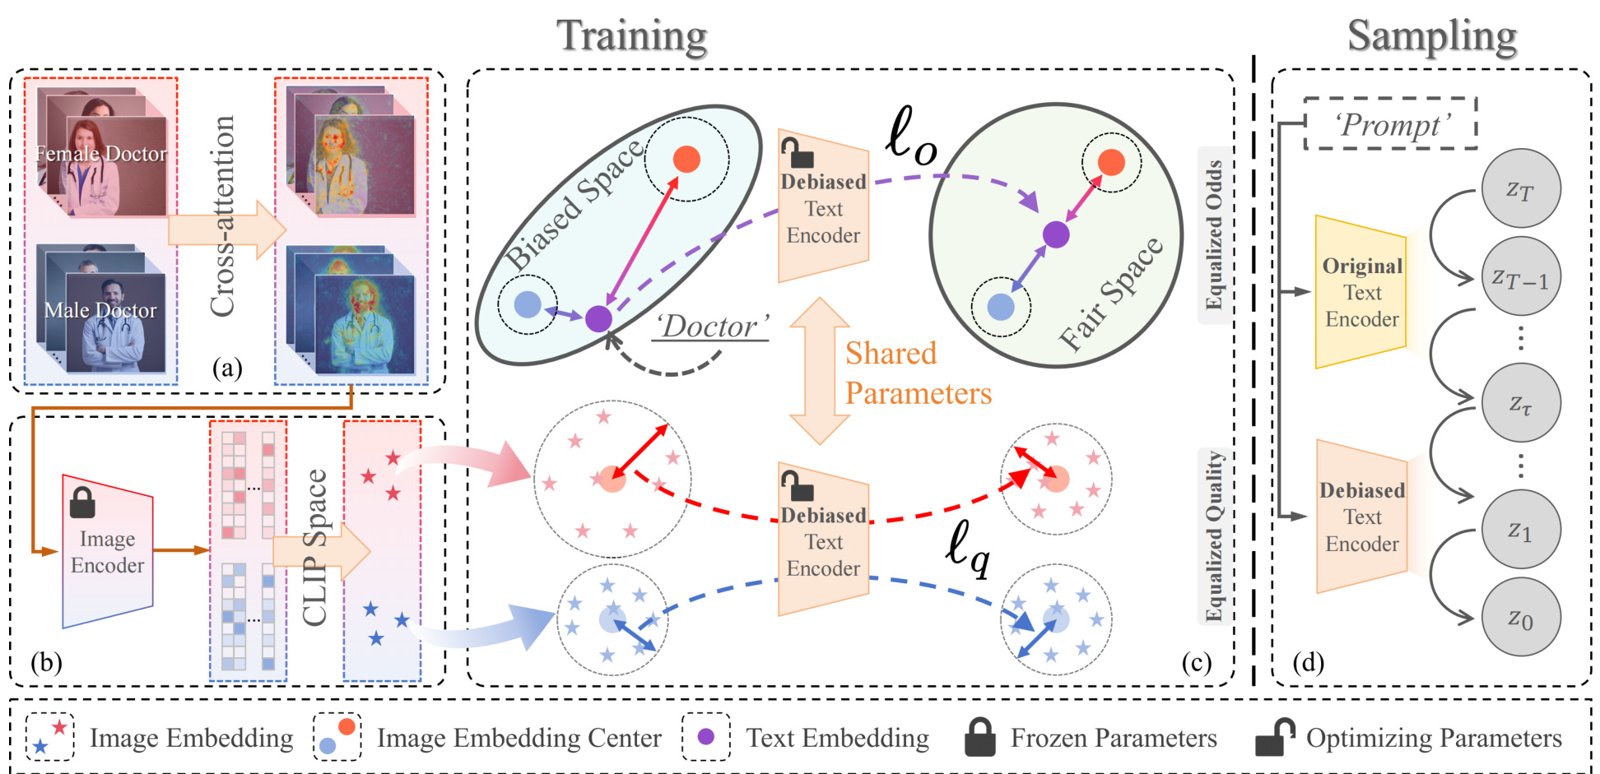 Training
Sampling
Female Doctor
Male Doctor
Cross-attention
(a)
Image
Encoder
CLIP Space
(b)
Biased Space
'Doctor'
Debiased
Text
Encoder
ℓo
Fair Space
Equalized Odds
Shared
Parameters
Debiased
Text
Encoder
ℓq
Equalized Quality
(c)
'Prompt'
Original
Text
Encoder
Debiased
Text
Encoder
zT
zT−1
zτ
z1
z0
(d)
Image Embedding
Image Embedding Center
Text Embedding
Frozen Parameters
Optimizing Parameters